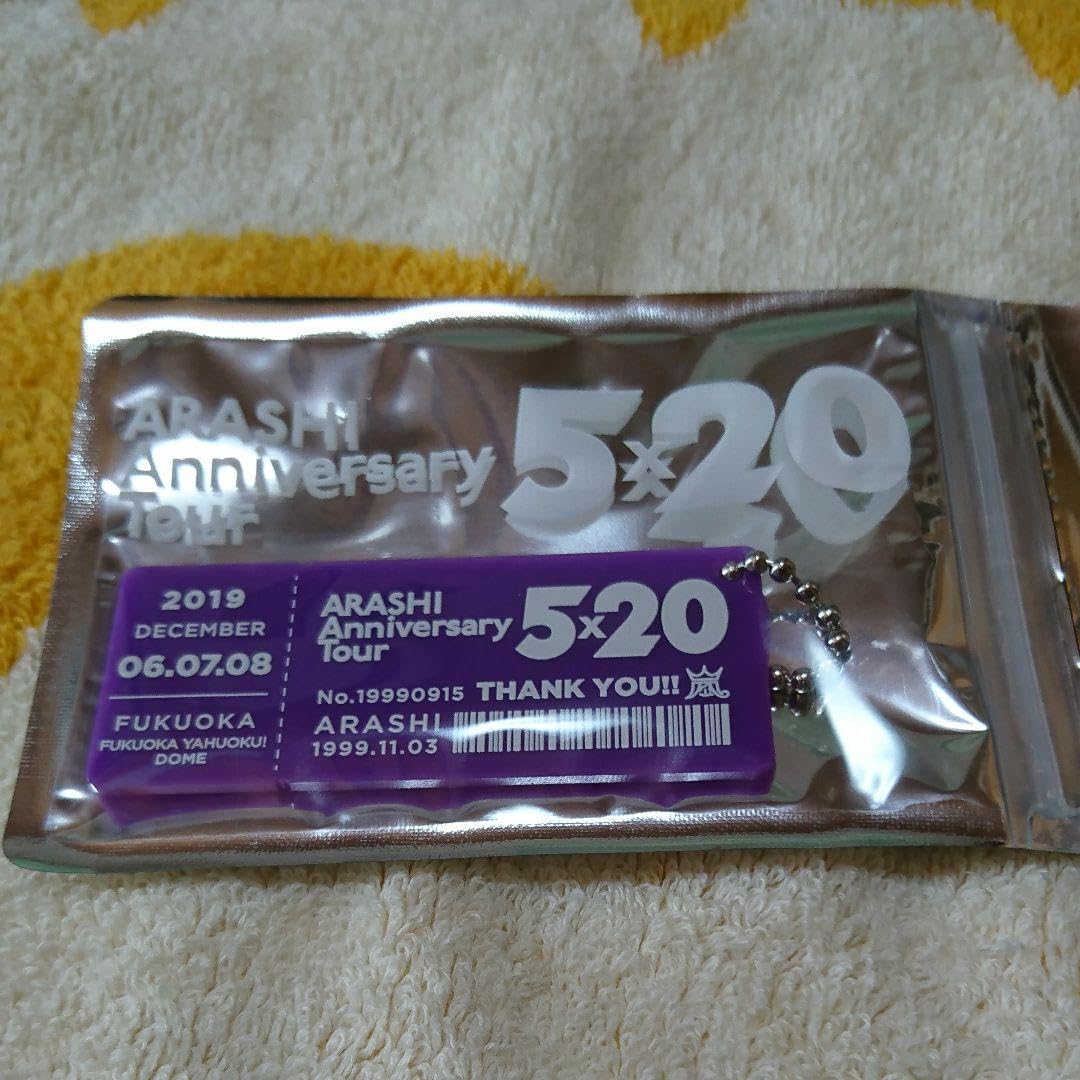 ARASHI
Anniversary
Tour
5x20
2019
DECEMBER
06.07.08
FUKUOKA
FUKUOKA YAHUOKU!
DOME
ARASHI
Anniversary
Tour
5x20
No.19990915 THANK YOU!! 嵐
ARASHI
1999.11.03